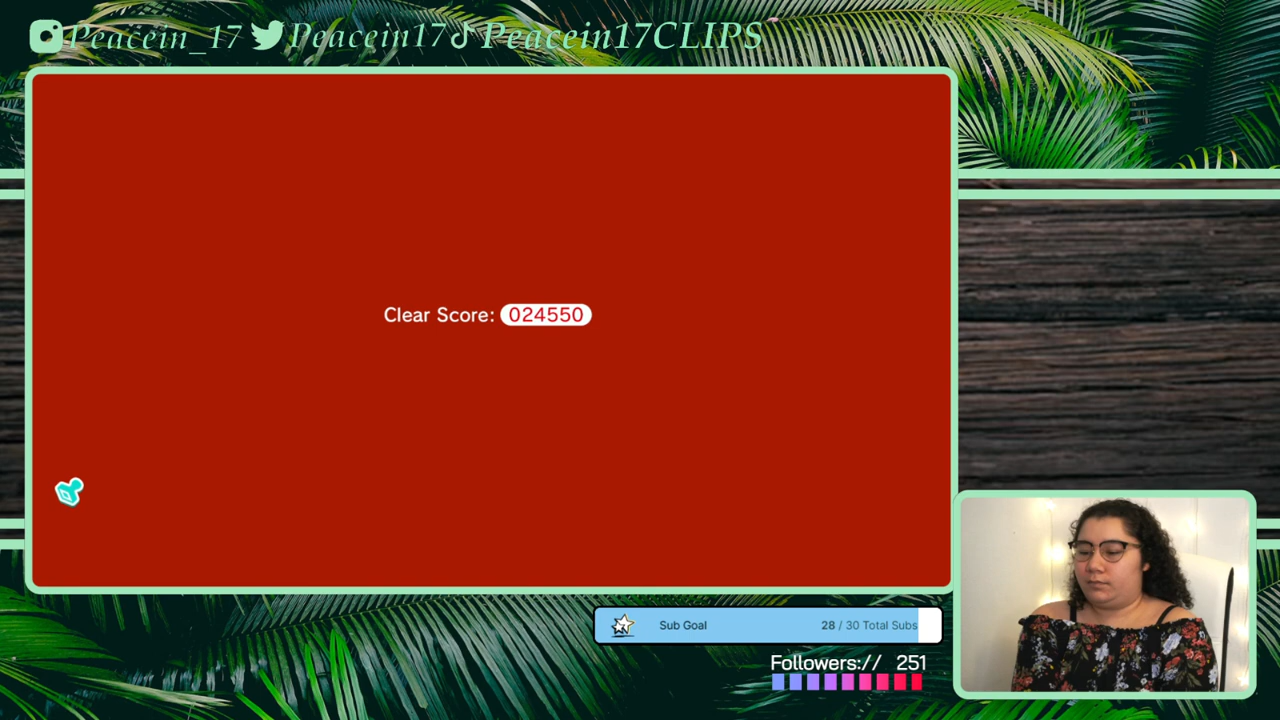 Peacein_17 Peacein17 Peacein17CLIPS
Clear Score: 024550
Sub Goal 28 / 30 Total Subs
Followers:// 251